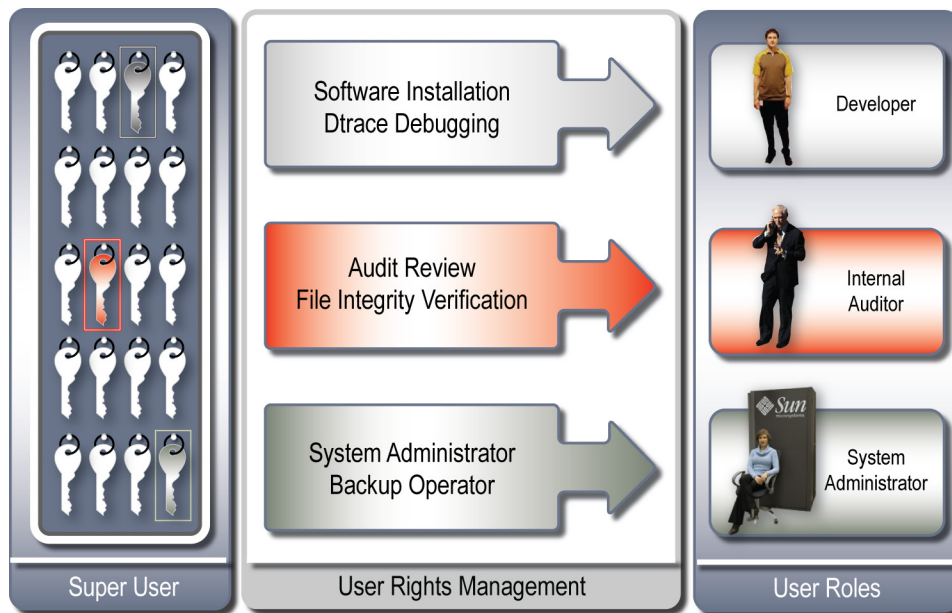 Software Installation
Dtrace Debugging
Audit Review
File Integrity Verification
System Administrator
Backup Operator
Developer
Internal
Auditor
Sun
microsystems
System
Administrator
Super User
User Rights Management
User Roles